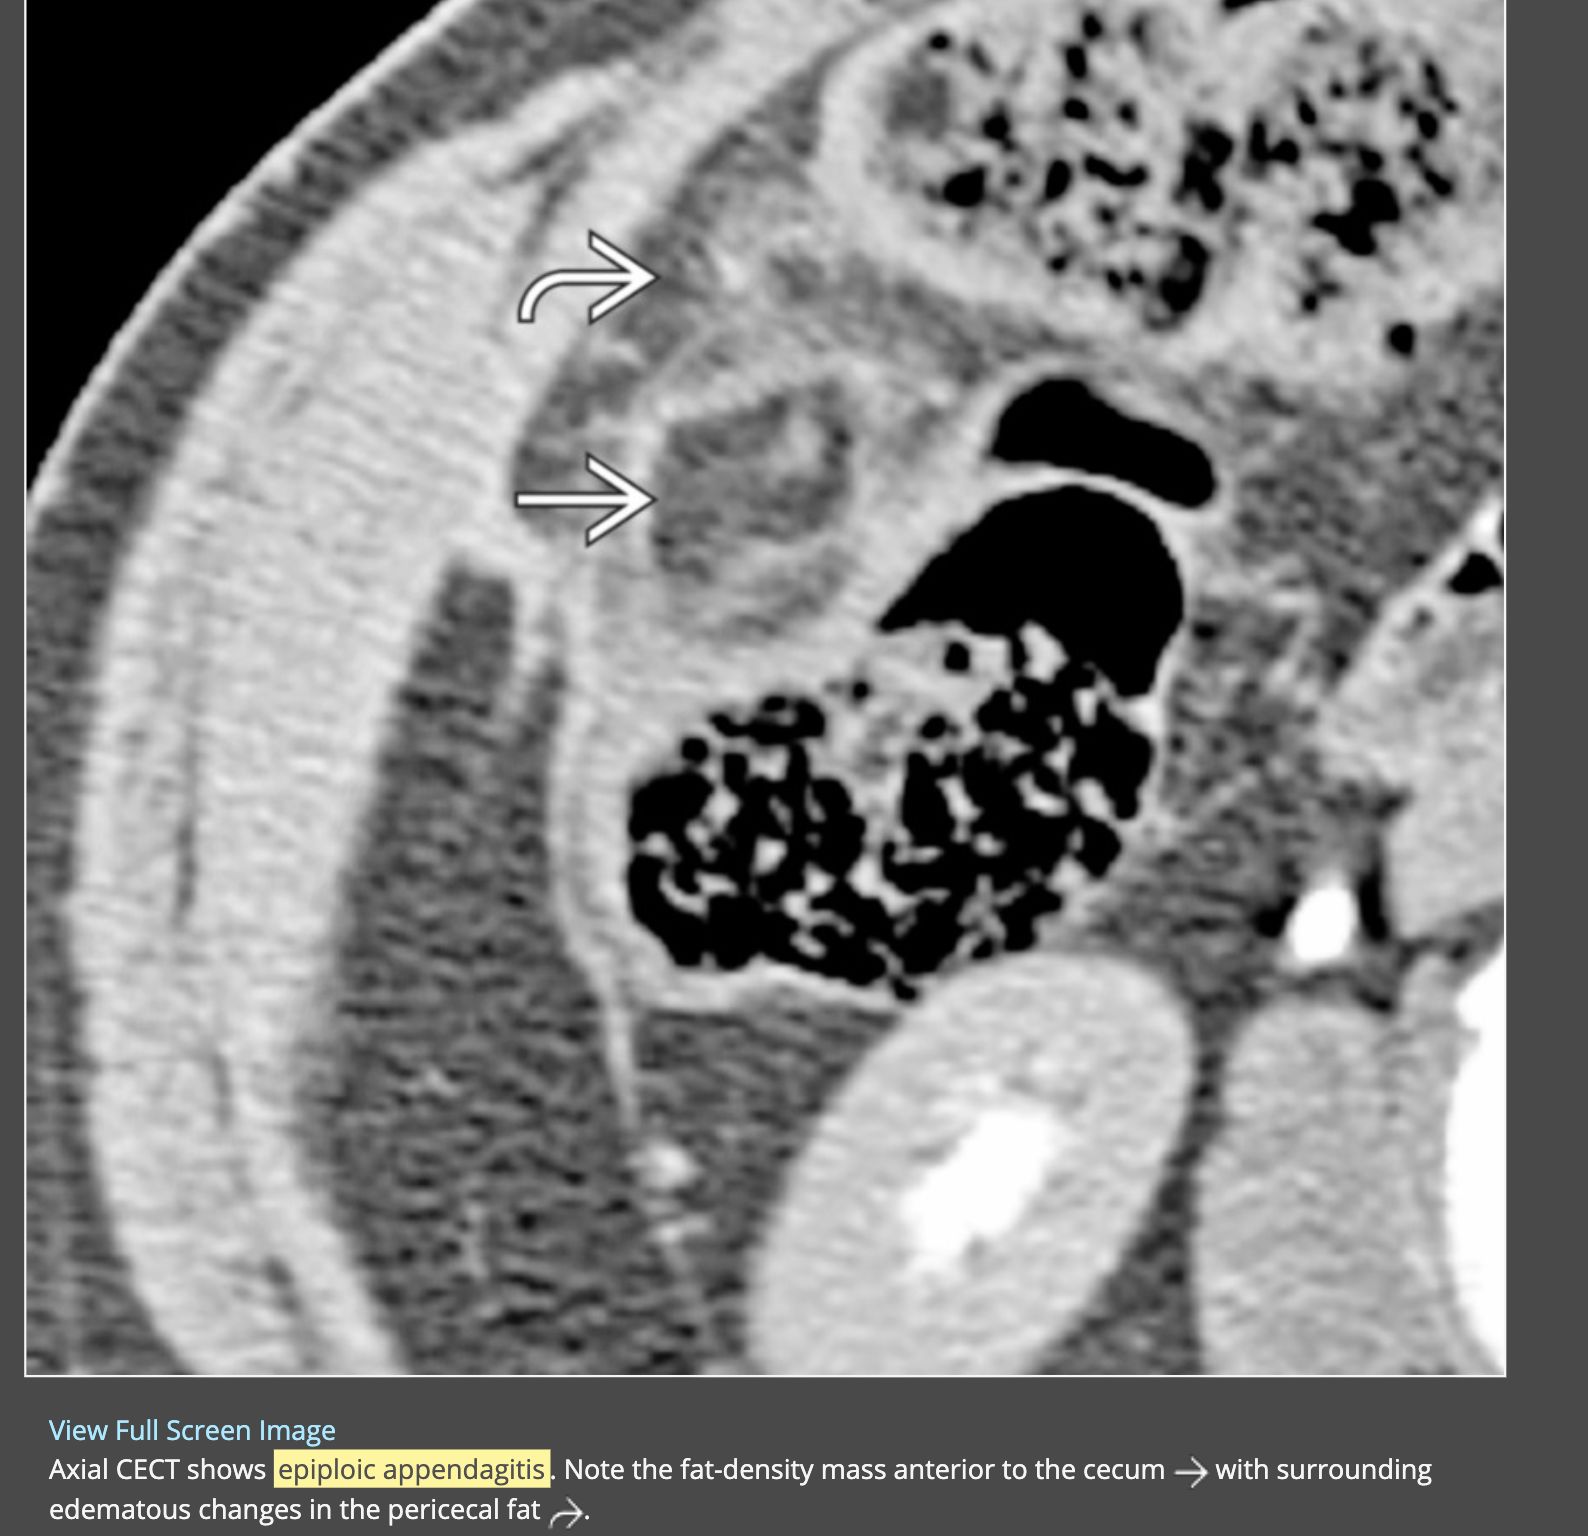 View Full Screen Image
Axial CECT shows epiploic appendagitis. Note the fat-density mass anterior to the cecum → with surrounding
edematous changes in the pericecal fat ↷.